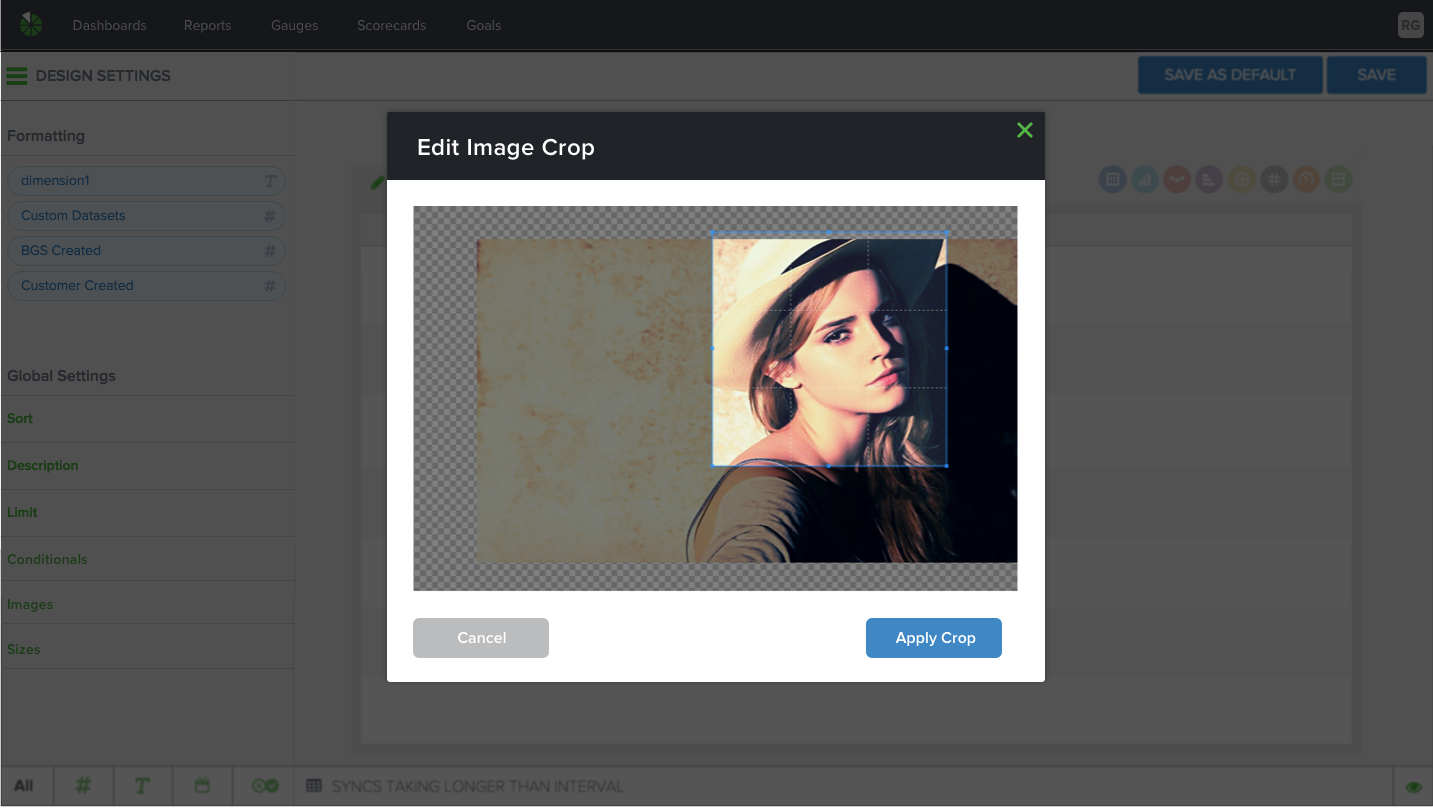 Dashboards Reports Gauges Scorecards Goals RG
DESIGN SETTINGS SAVE AS DEFAULT SAVE
Formatting
dimension1 T
Custom Datasets #
BGS Created #
Customer Created #
Global Settings
Sort
Description
Limit
Conditionals
Images
Sizes
Edit Image Crop
Cancel Apply Crop
All # T SYNCS TAKING LONGER THAN INTERVAL